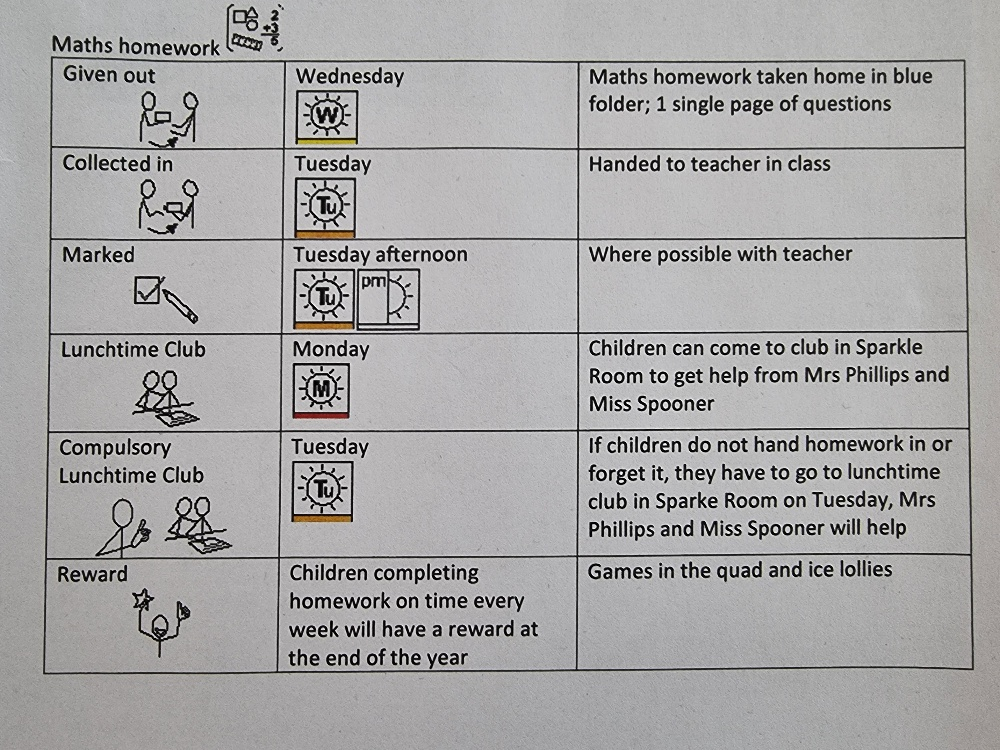 Maths homework
2
+3
5
Given out
Wednesday
W
Maths homework taken home in blue
folder; 1 single page of questions
Collected in
Tuesday
Tu
Handed to teacher in class
Marked
Tuesday afternoon
Tu
pm
Where possible with teacher
Lunchtime Club
Monday
M
Children can come to club in Sparkle
Room to get help from Mrs Phillips and
Miss Spooner
Compulsory
Lunchtime Club
Tuesday
Tu
If children do not hand homework in or
forget it, they have to go to lunchtime
club in Sparke Room on Tuesday, Mrs
Phillips and Miss Spooner will help
Reward
Children completing
homework on time every
week will have a reward at
the end of the year
Games in the quad and ice lollies